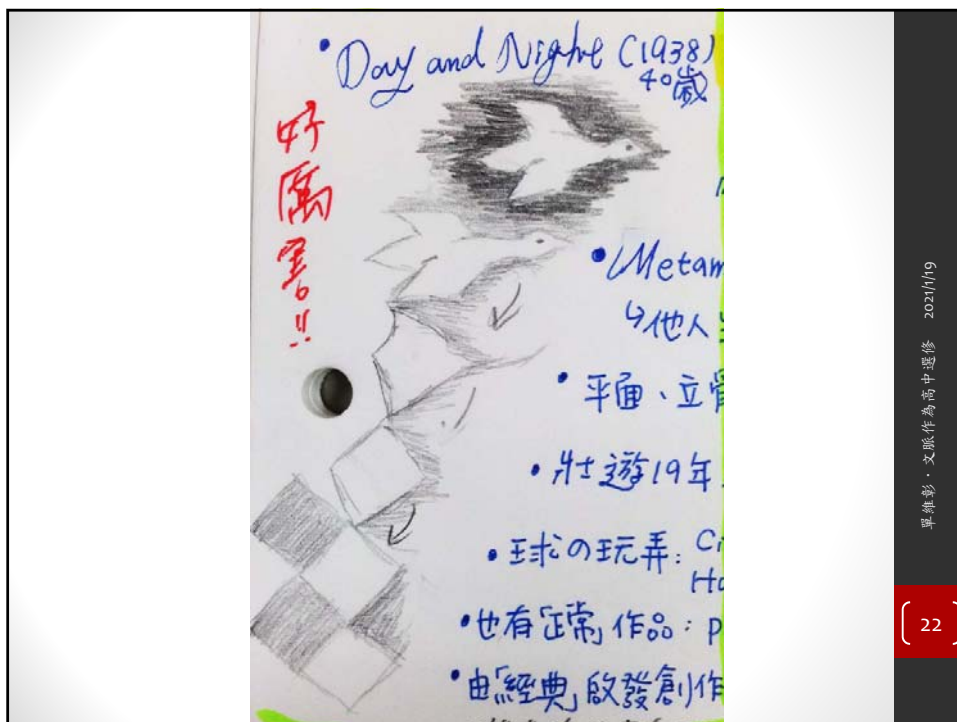 • Day and Night (1938)
40歲
好厲害!!
• Metam
↳他人
• 平面、立
• 壯遊19年
• 球の玩弄: Ci
Ho
• 也有「正常」作品: P
• 由「經典」啟發創作
單維彰・文脈作為高中選修 2021/1/19
22